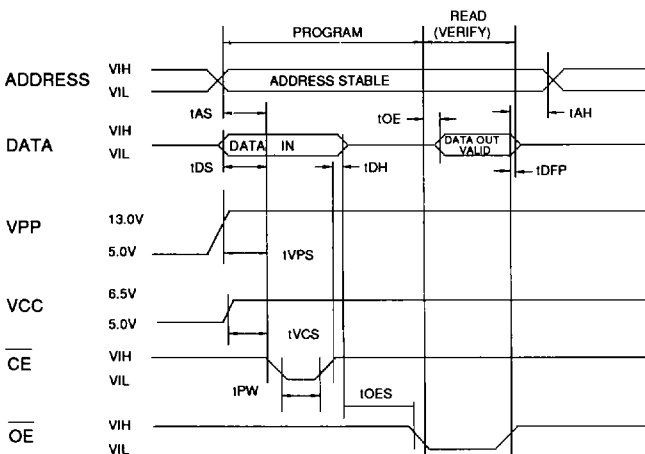 PROGRAM
READ
(VERIFY)
ADDRESS VIH
VIL
ADDRESS STABLE
tAS
tOE
tAH
DATA VIH
VIL
DATA IN
DATA OUT
VALID
tDS
tDH
tDFP
VPP 13.0V
5.0V
tVPS
VCC 6.5V
5.0V
tVCS
CE VIH
VIL
tPW
tOES
OE VIH
VIL